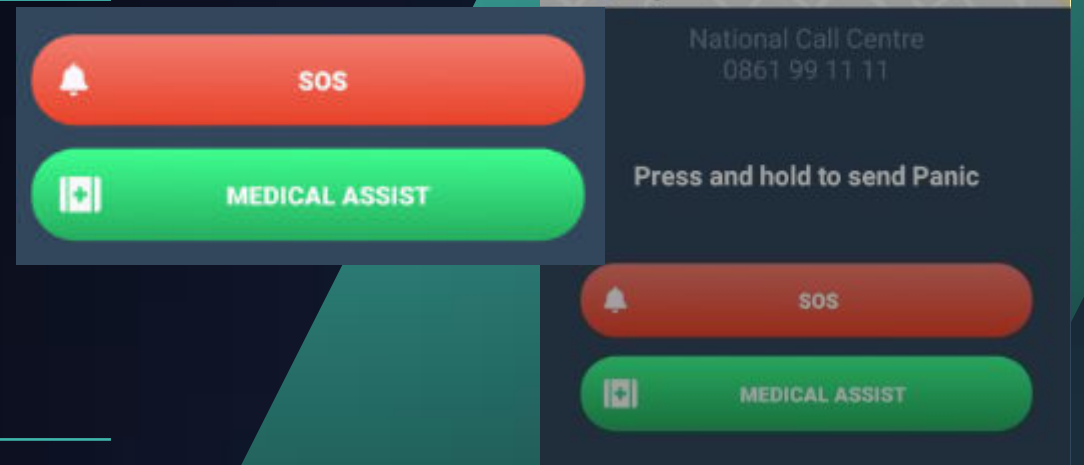 SOS
MEDICAL ASSIST
National Call Centre
0861 99 11 11
Press and hold to send Panic
SOS
MEDICAL ASSIST